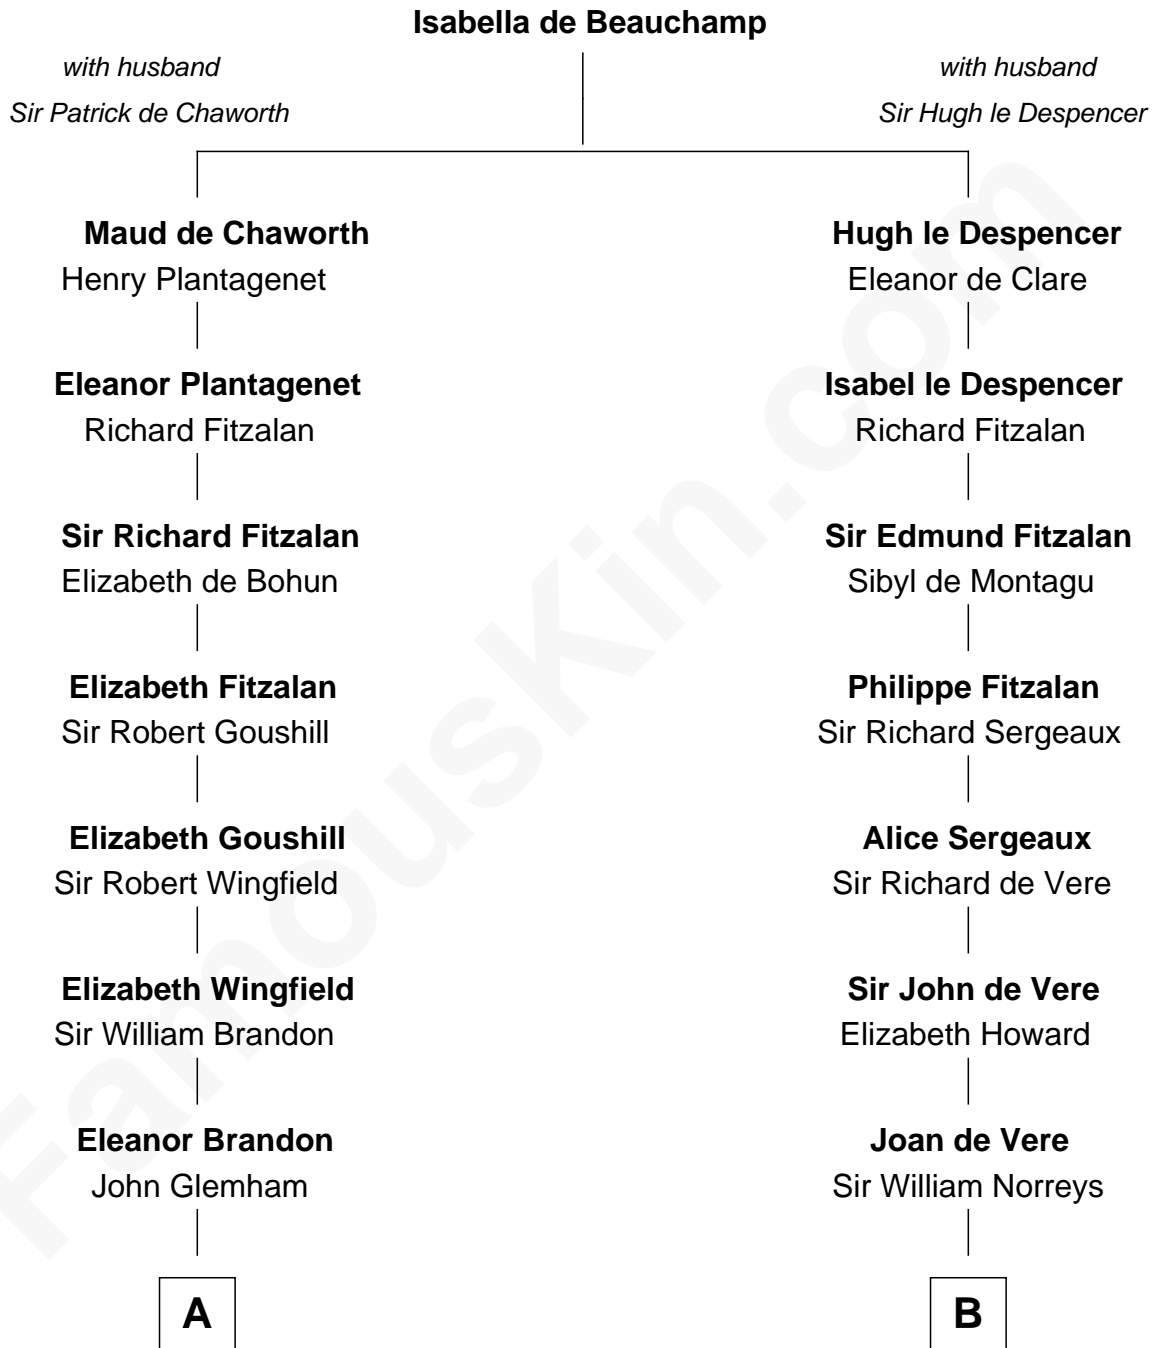 Isabella de Beauchamp
with husband
Sir Patrick de Chaworth
with husband
Sir Hugh le Despencer
Maud de Chaworth
Henry Plantagenet
Hugh le Despencer
Eleanor de Clare
Eleanor Plantagenet
Richard Fitzalan
Isabel le Despencer
Richard Fitzalan
Sir Richard Fitzalan
Elizabeth de Bohun
Sir Edmund Fitzalan
Sibyl de Montagu
Elizabeth Fitzalan
Sir Robert Goushill
Philippe Fitzalan
Sir Richard Sergeaux
Elizabeth Goushill
Sir Robert Wingfield
Alice Sergeaux
Sir Richard de Vere
Elizabeth Wingfield
Sir William Brandon
Sir John de Vere
Elizabeth Howard
Eleanor Brandon
John Glemham
Joan de Vere
Sir William Norreys
A
B
FamousKin.com